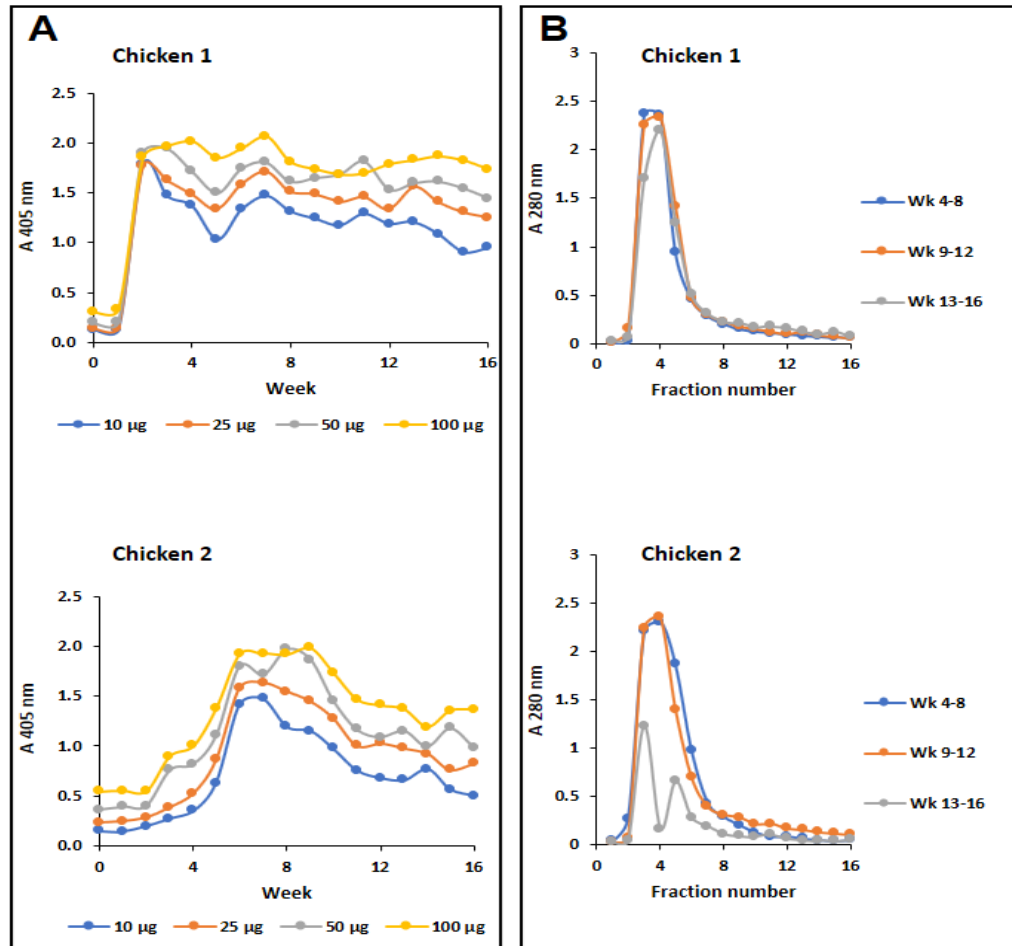 A
Chicken 1
2.5
2.0
1.5
1.0
0.5
0.0
A 405 nm
0 4 8 12 16
Week
10 µg 25 µg 50 µg 100 µg
Chicken 2
2.5
2.0
1.5
1.0
0.5
0.0
A 405 nm
0 4 8 12 16
Week
10 µg 25 µg 50 µg 100 µg
B
Chicken 1
3
2.5
2
1.5
1
0.5
0
A 280 nm
0 4 8 12 16
Fraction number
Wk 4-8
Wk 9-12
Wk 13-16
Chicken 2
3
2.5
2
1.5
1
0.5
0
A 280 nm
0 4 8 12 16
Fraction number
Wk 4-8
Wk 9-12
Wk 13-16